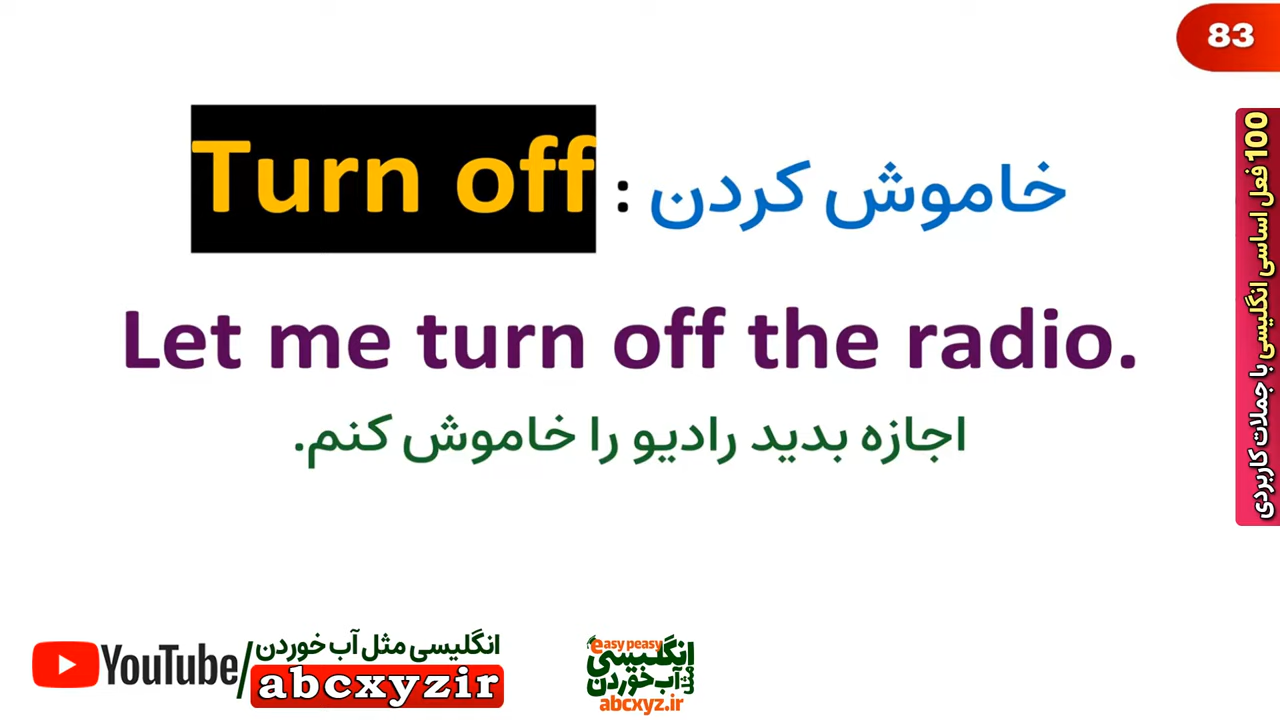 83
Turn off : خاموش کردن
Let me turn off the radio.
اجازه بدید رادیو را خاموش کنم.
100 فعل اساسی انگلیسی با جملات کاربردی
YouTube/
انگلیسی مثل آب خوردن
abcxyzir
easy peasy
انگلیسی
مثل آب خوردن
abcxyz.ir